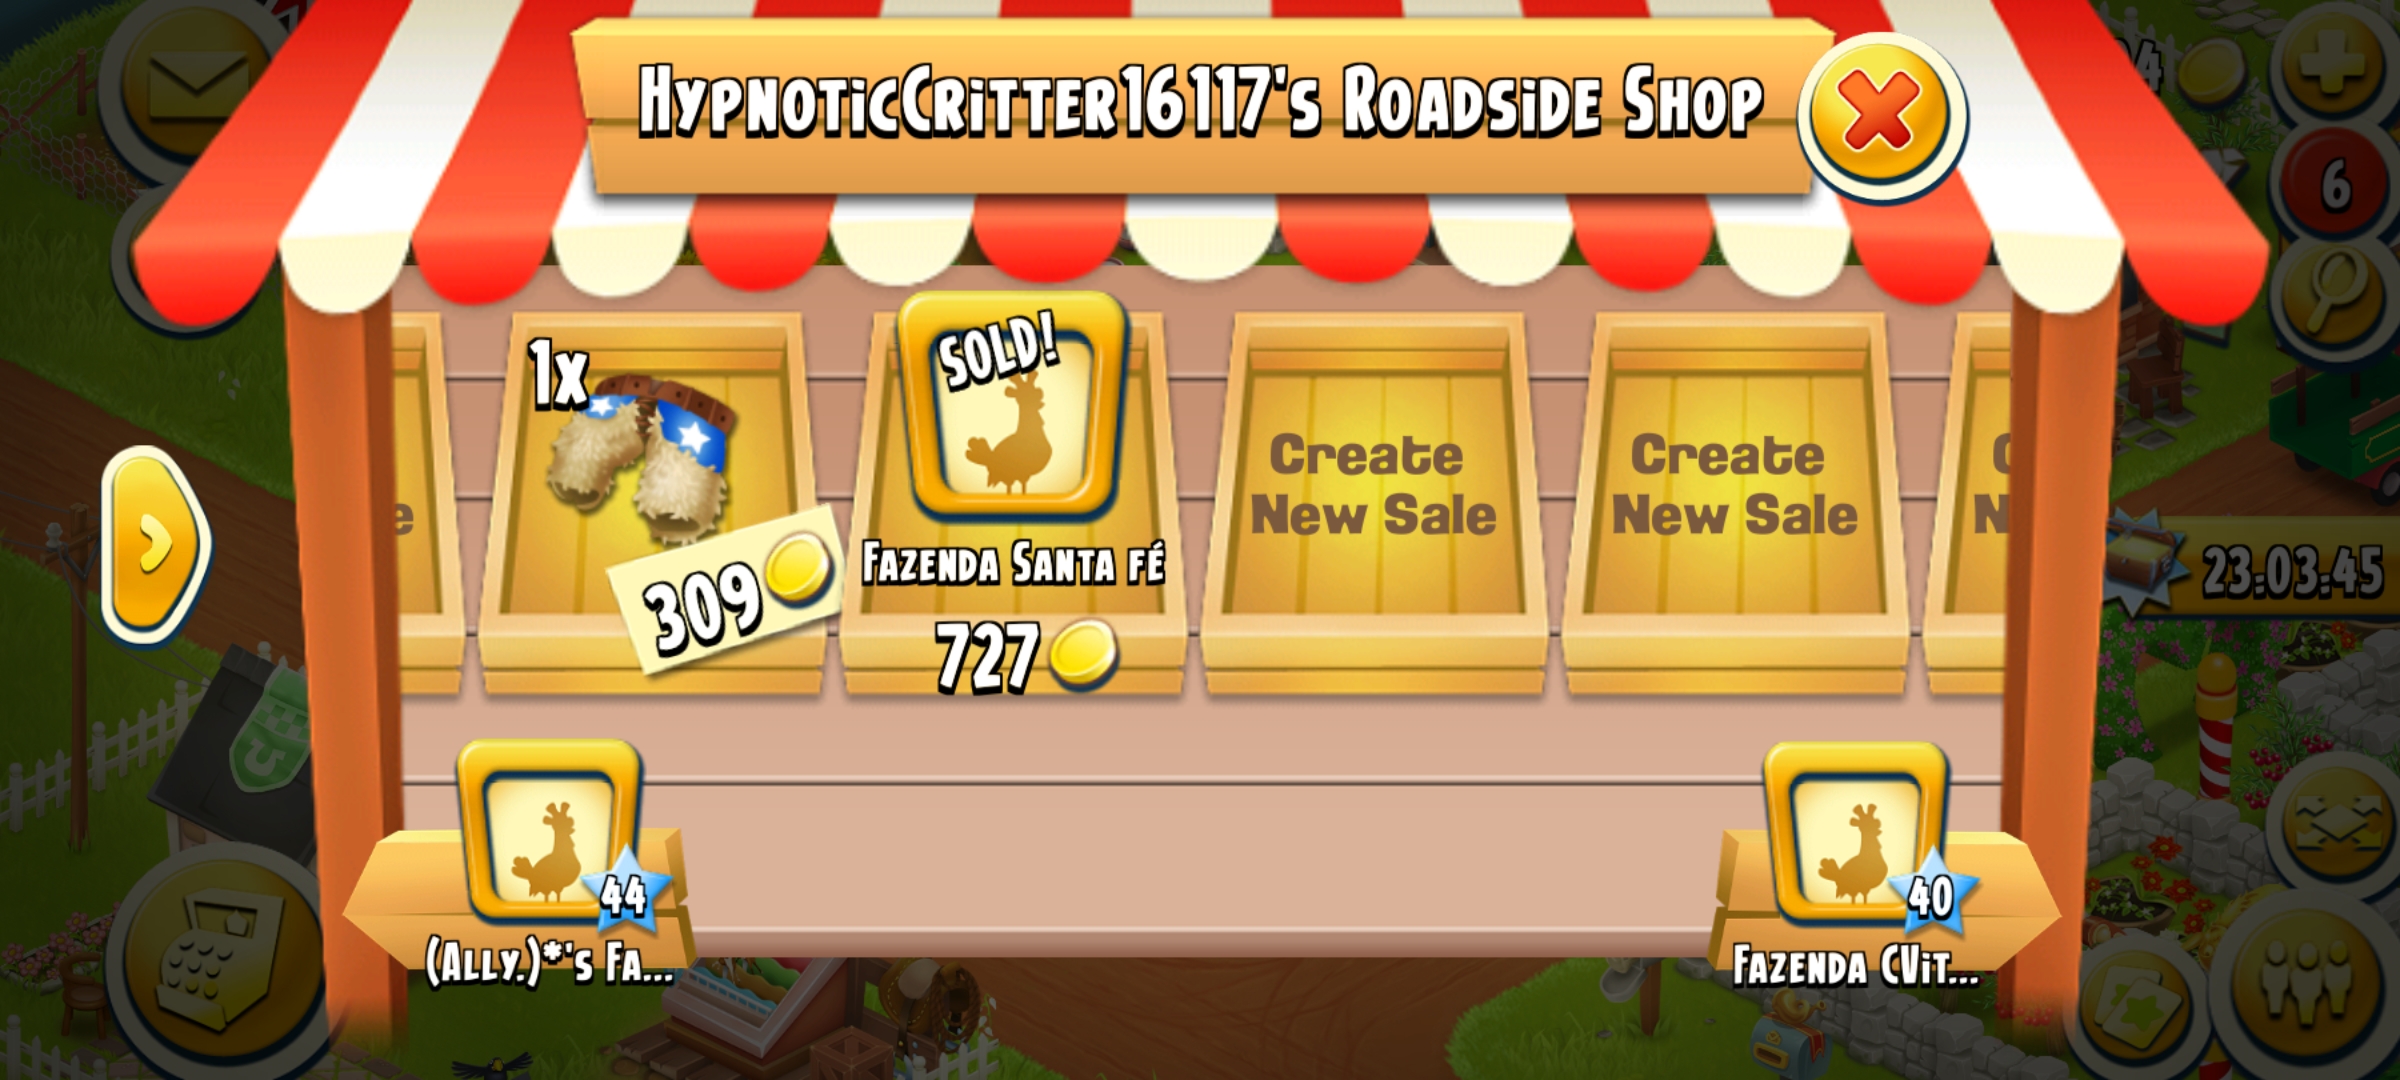 HypnoticCritter16117's Roadside Shop
6
1x
SOLD!
Create
New Sale
Create
New Sale
309
Fazenda Santa fé
727
23:03:45
44
40
(Ally.)*'s Fa...
Fazenda CVit...